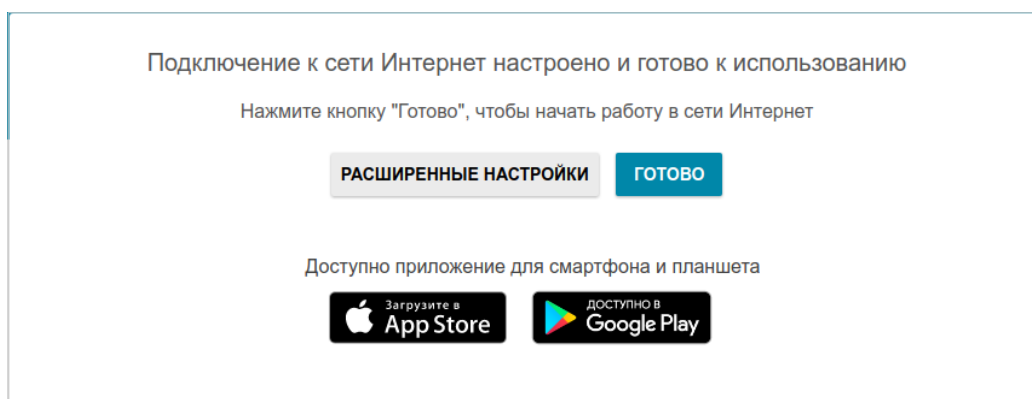 Подключение к сети Интернет настроено и готово к использованию
Нажмите кнопку "Готово", чтобы начать работу в сети Интернет
РАСШИРЕННЫЕ НАСТРОЙКИ
ГОТОВО
Доступно приложение для смартфона и планшета
Загрузите в
App Store
ДОСТУПНО В
Google Play